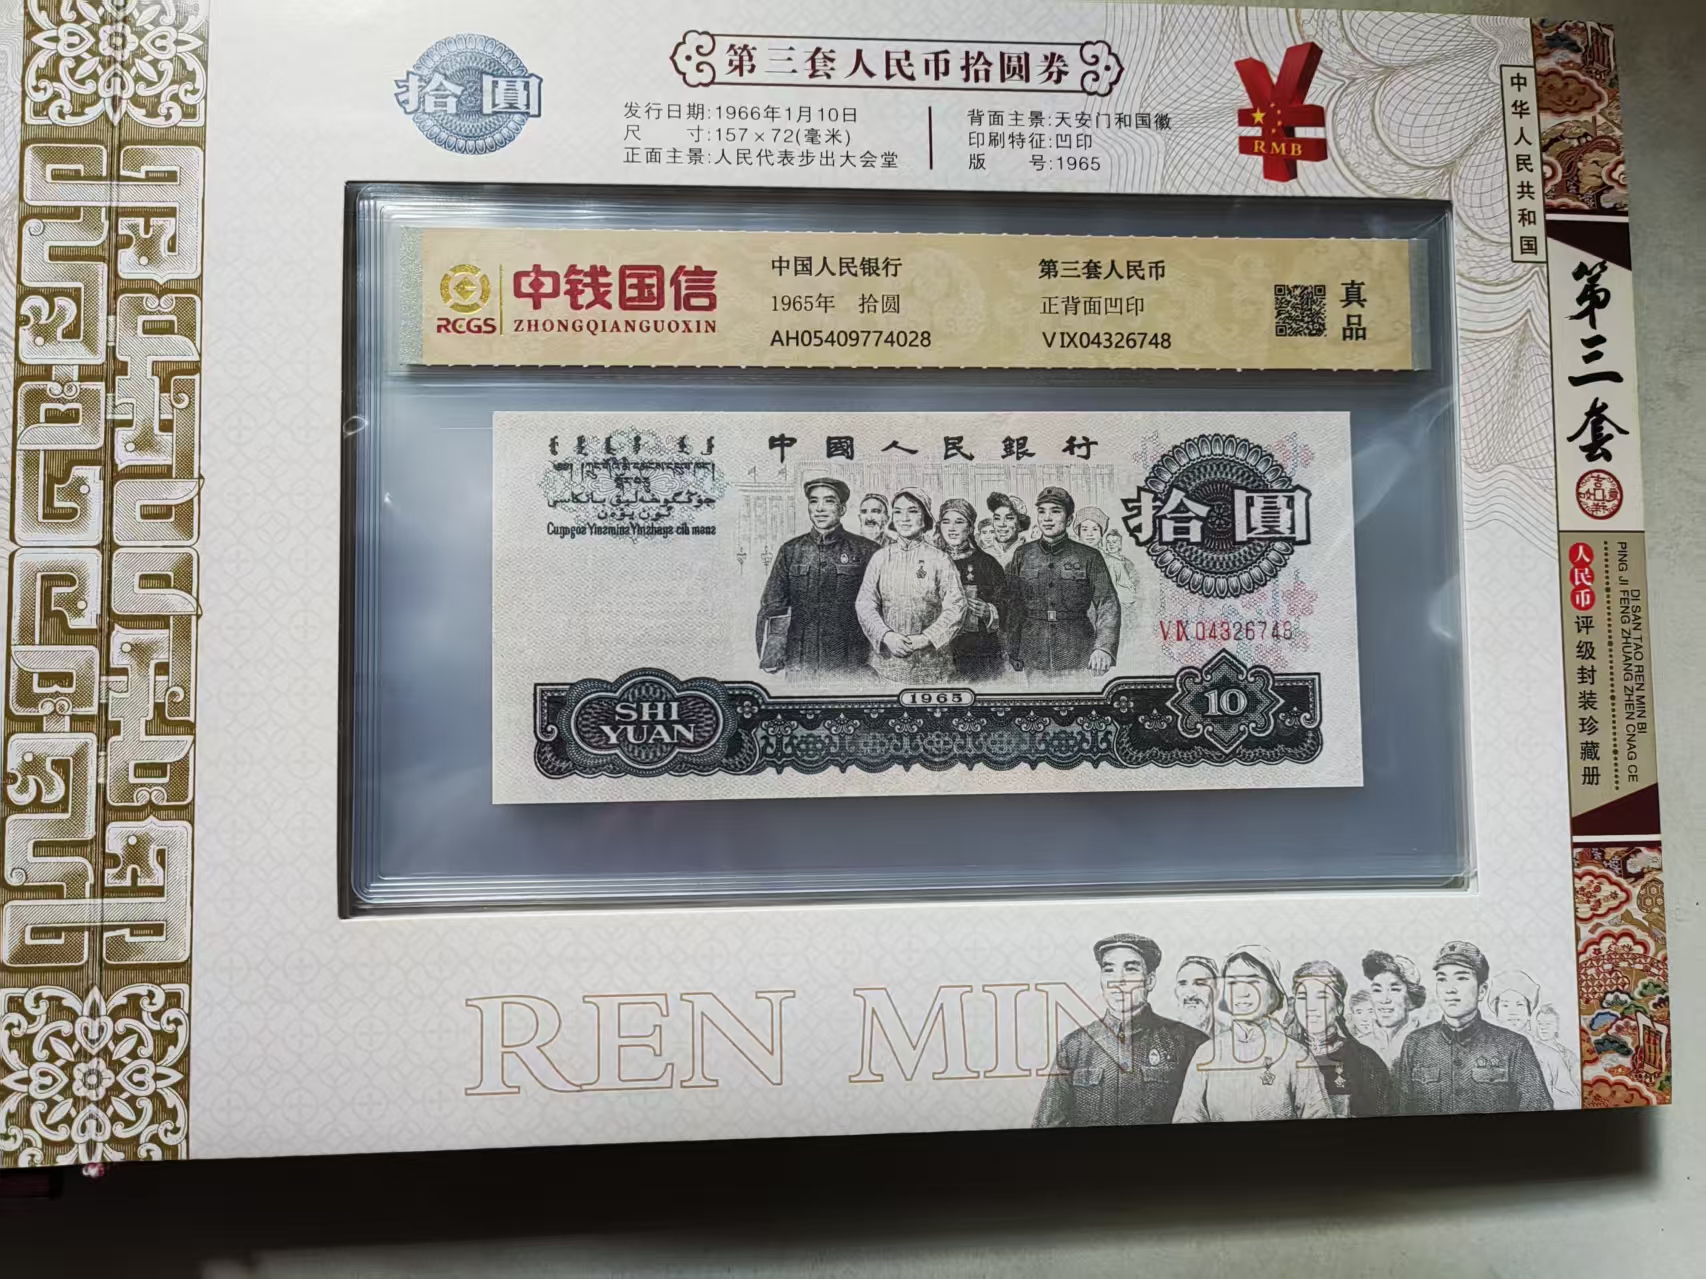 拾圓
第三套人民币拾圆券
发行日期:1966年1月10日
尺 寸:157×72(毫米)
正面主景:人民代表步出大会堂
背面主景:天安门和国徽
印刷特征:凹印
版 号:1965
RMB
中华人民共和国
RCGS
中钱国信
ZHONGQIANGUOXIN
中国人民银行
1965年 拾圆
AH05409774028
第三套人民币
正背面凹印
VIX04326748
真品
中國人民銀行
拾圓
VIX04326748
1965
SHI
YUAN
10
第三套
人民币评级封装珍藏册
DI SAN TAO REN MIN BI
PING JI FENG ZHUANG ZHEN CNAG CE
REN MIN BI